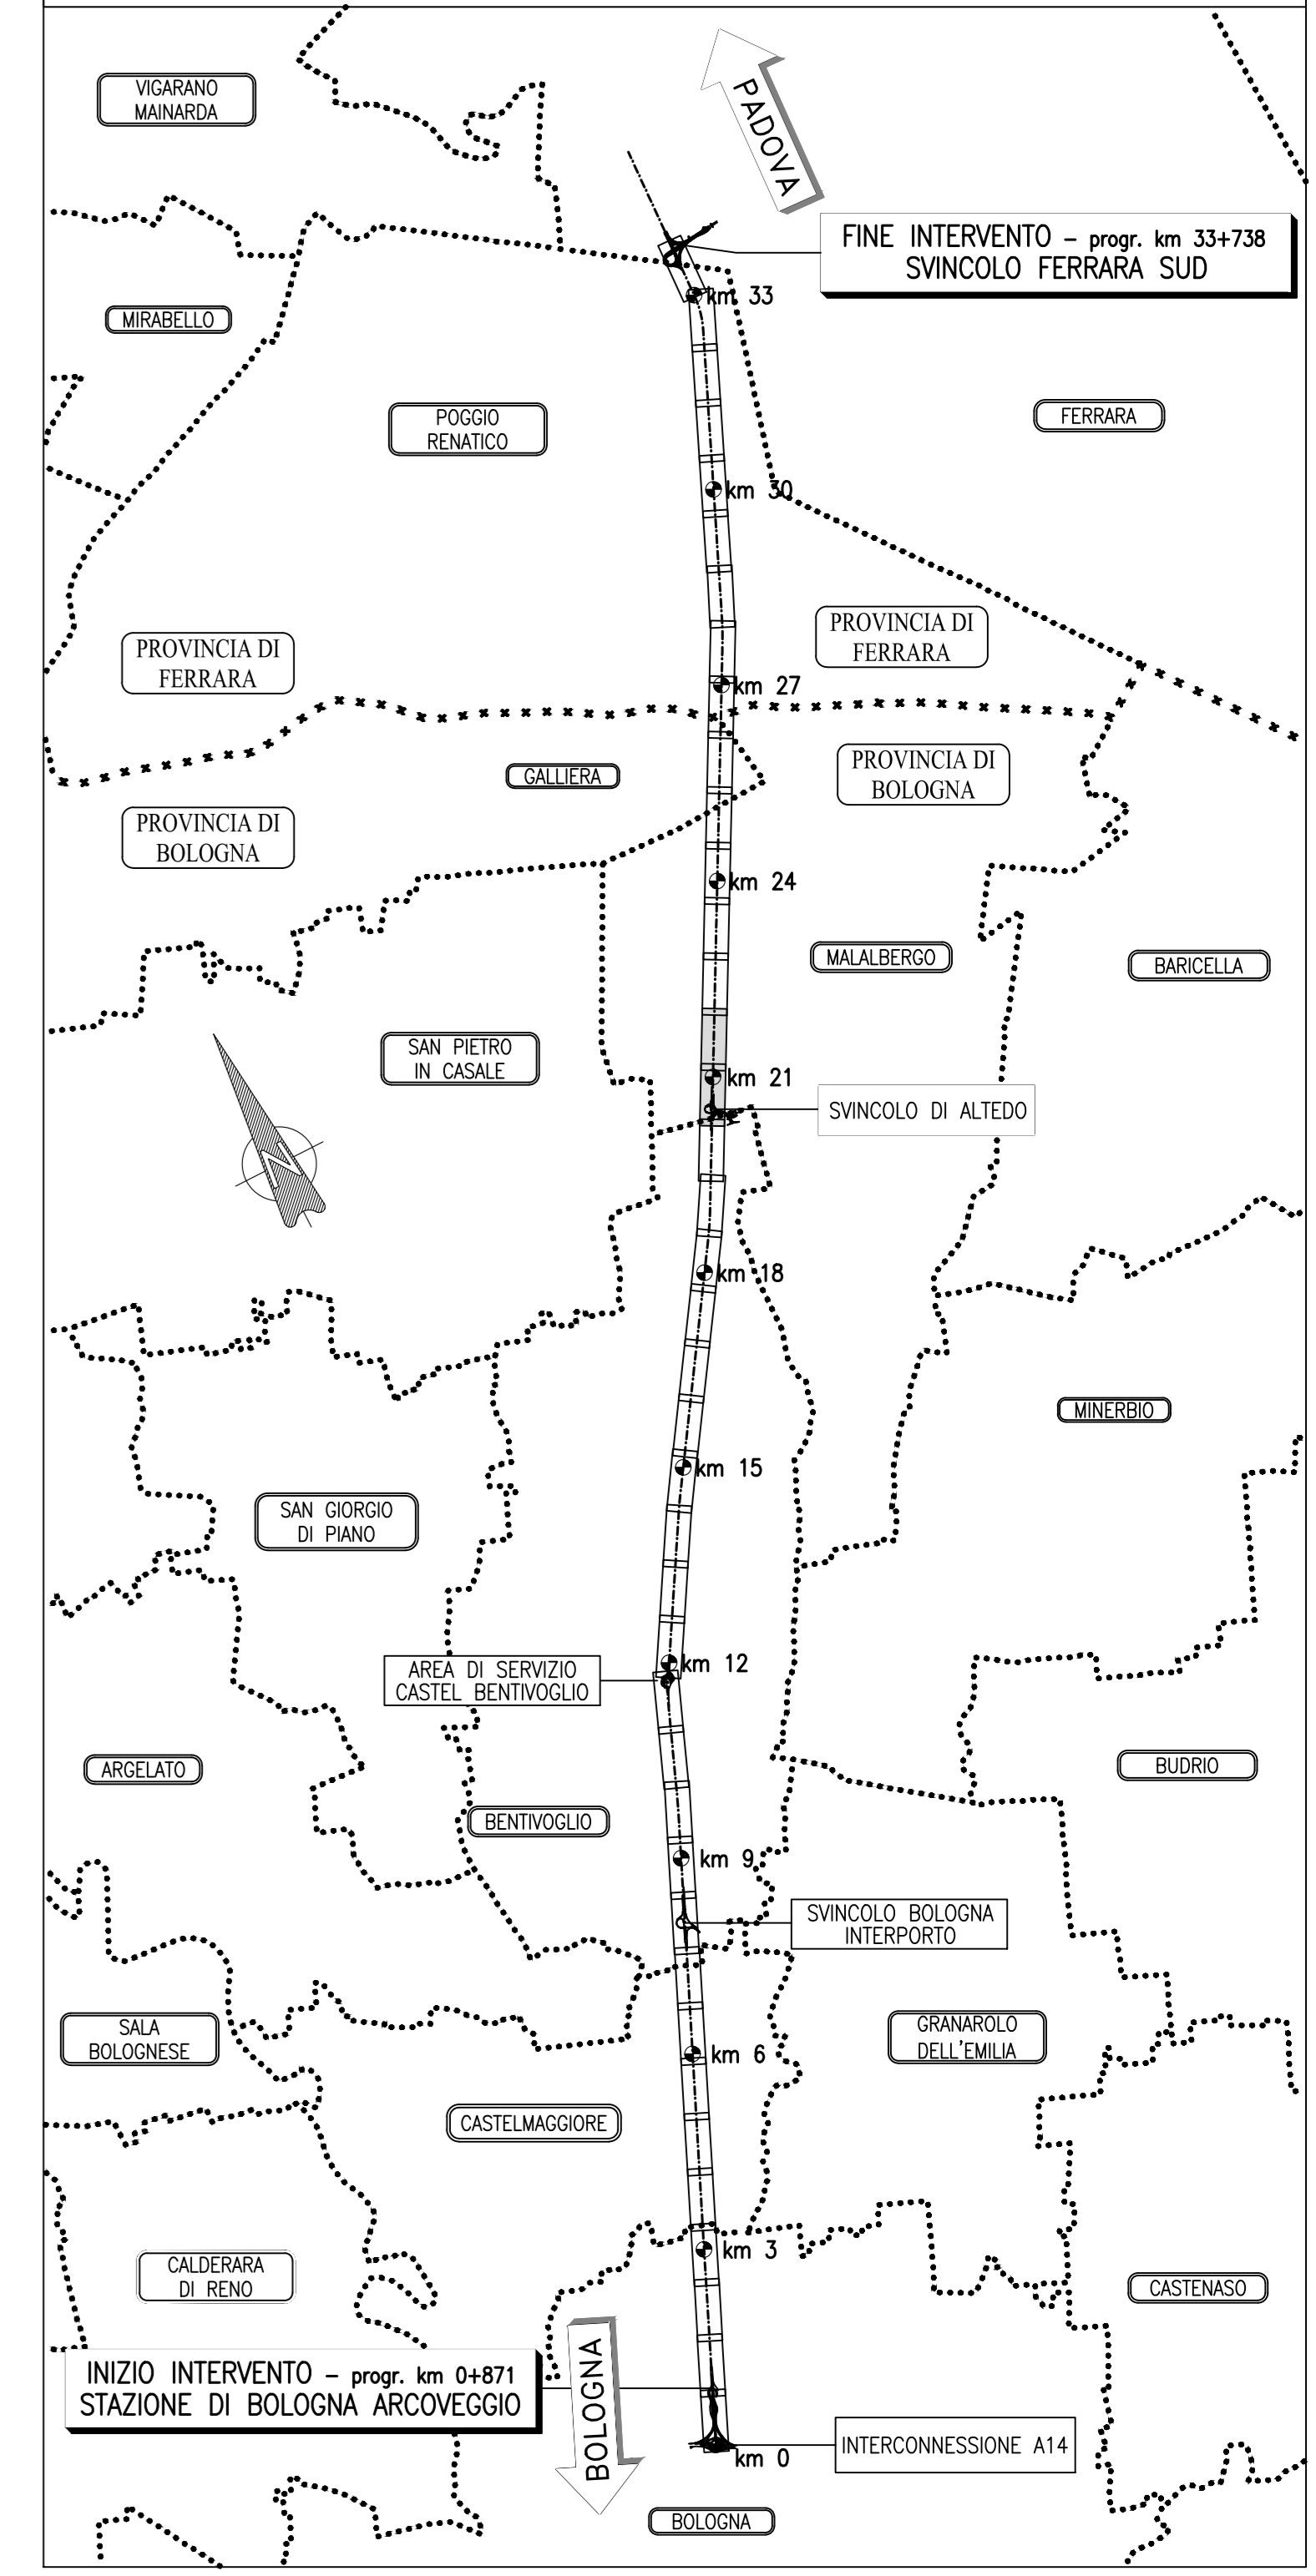 VIGARANO
MAINARDA
PADOVA
FINE INTERVENTO – progr. km 33+738
SVINCOLO FERRARA SUD
km 33
MIRABELLO
POGGIO
RENATICO
FERRARA
km 30
PROVINCIA DI
FERRARA
PROVINCIA DI
FERRARA
km 27
GALLIERA
PROVINCIA DI
BOLOGNA
PROVINCIA DI
BOLOGNA
km 24
MALALBERGO
BARICELLA
SAN PIETRO
IN CASALE
km 21
SVINCOLO DI ALTEDO
N
km 18
MINERBIO
km 15
SAN GIORGIO
DI PIANO
km 12
AREA DI SERVIZIO
CASTEL BENTIVOGLIO
ARGELATO
BUDRIO
BENTIVOGLIO
km 9
SVINCOLO BOLOGNA
INTERPORTO
SALA
BOLOGNESE
GRANAROLO
DELL'EMILIA
km 6
CASTELMAGGIORE
km 3
CALDERARA
DI RENO
CASTENASO
INIZIO INTERVENTO – progr. km 0+871
STAZIONE DI BOLOGNA ARCOVEGGIO
BOLOGNA
INTERCONNESSIONE A14
km 0
BOLOGNA